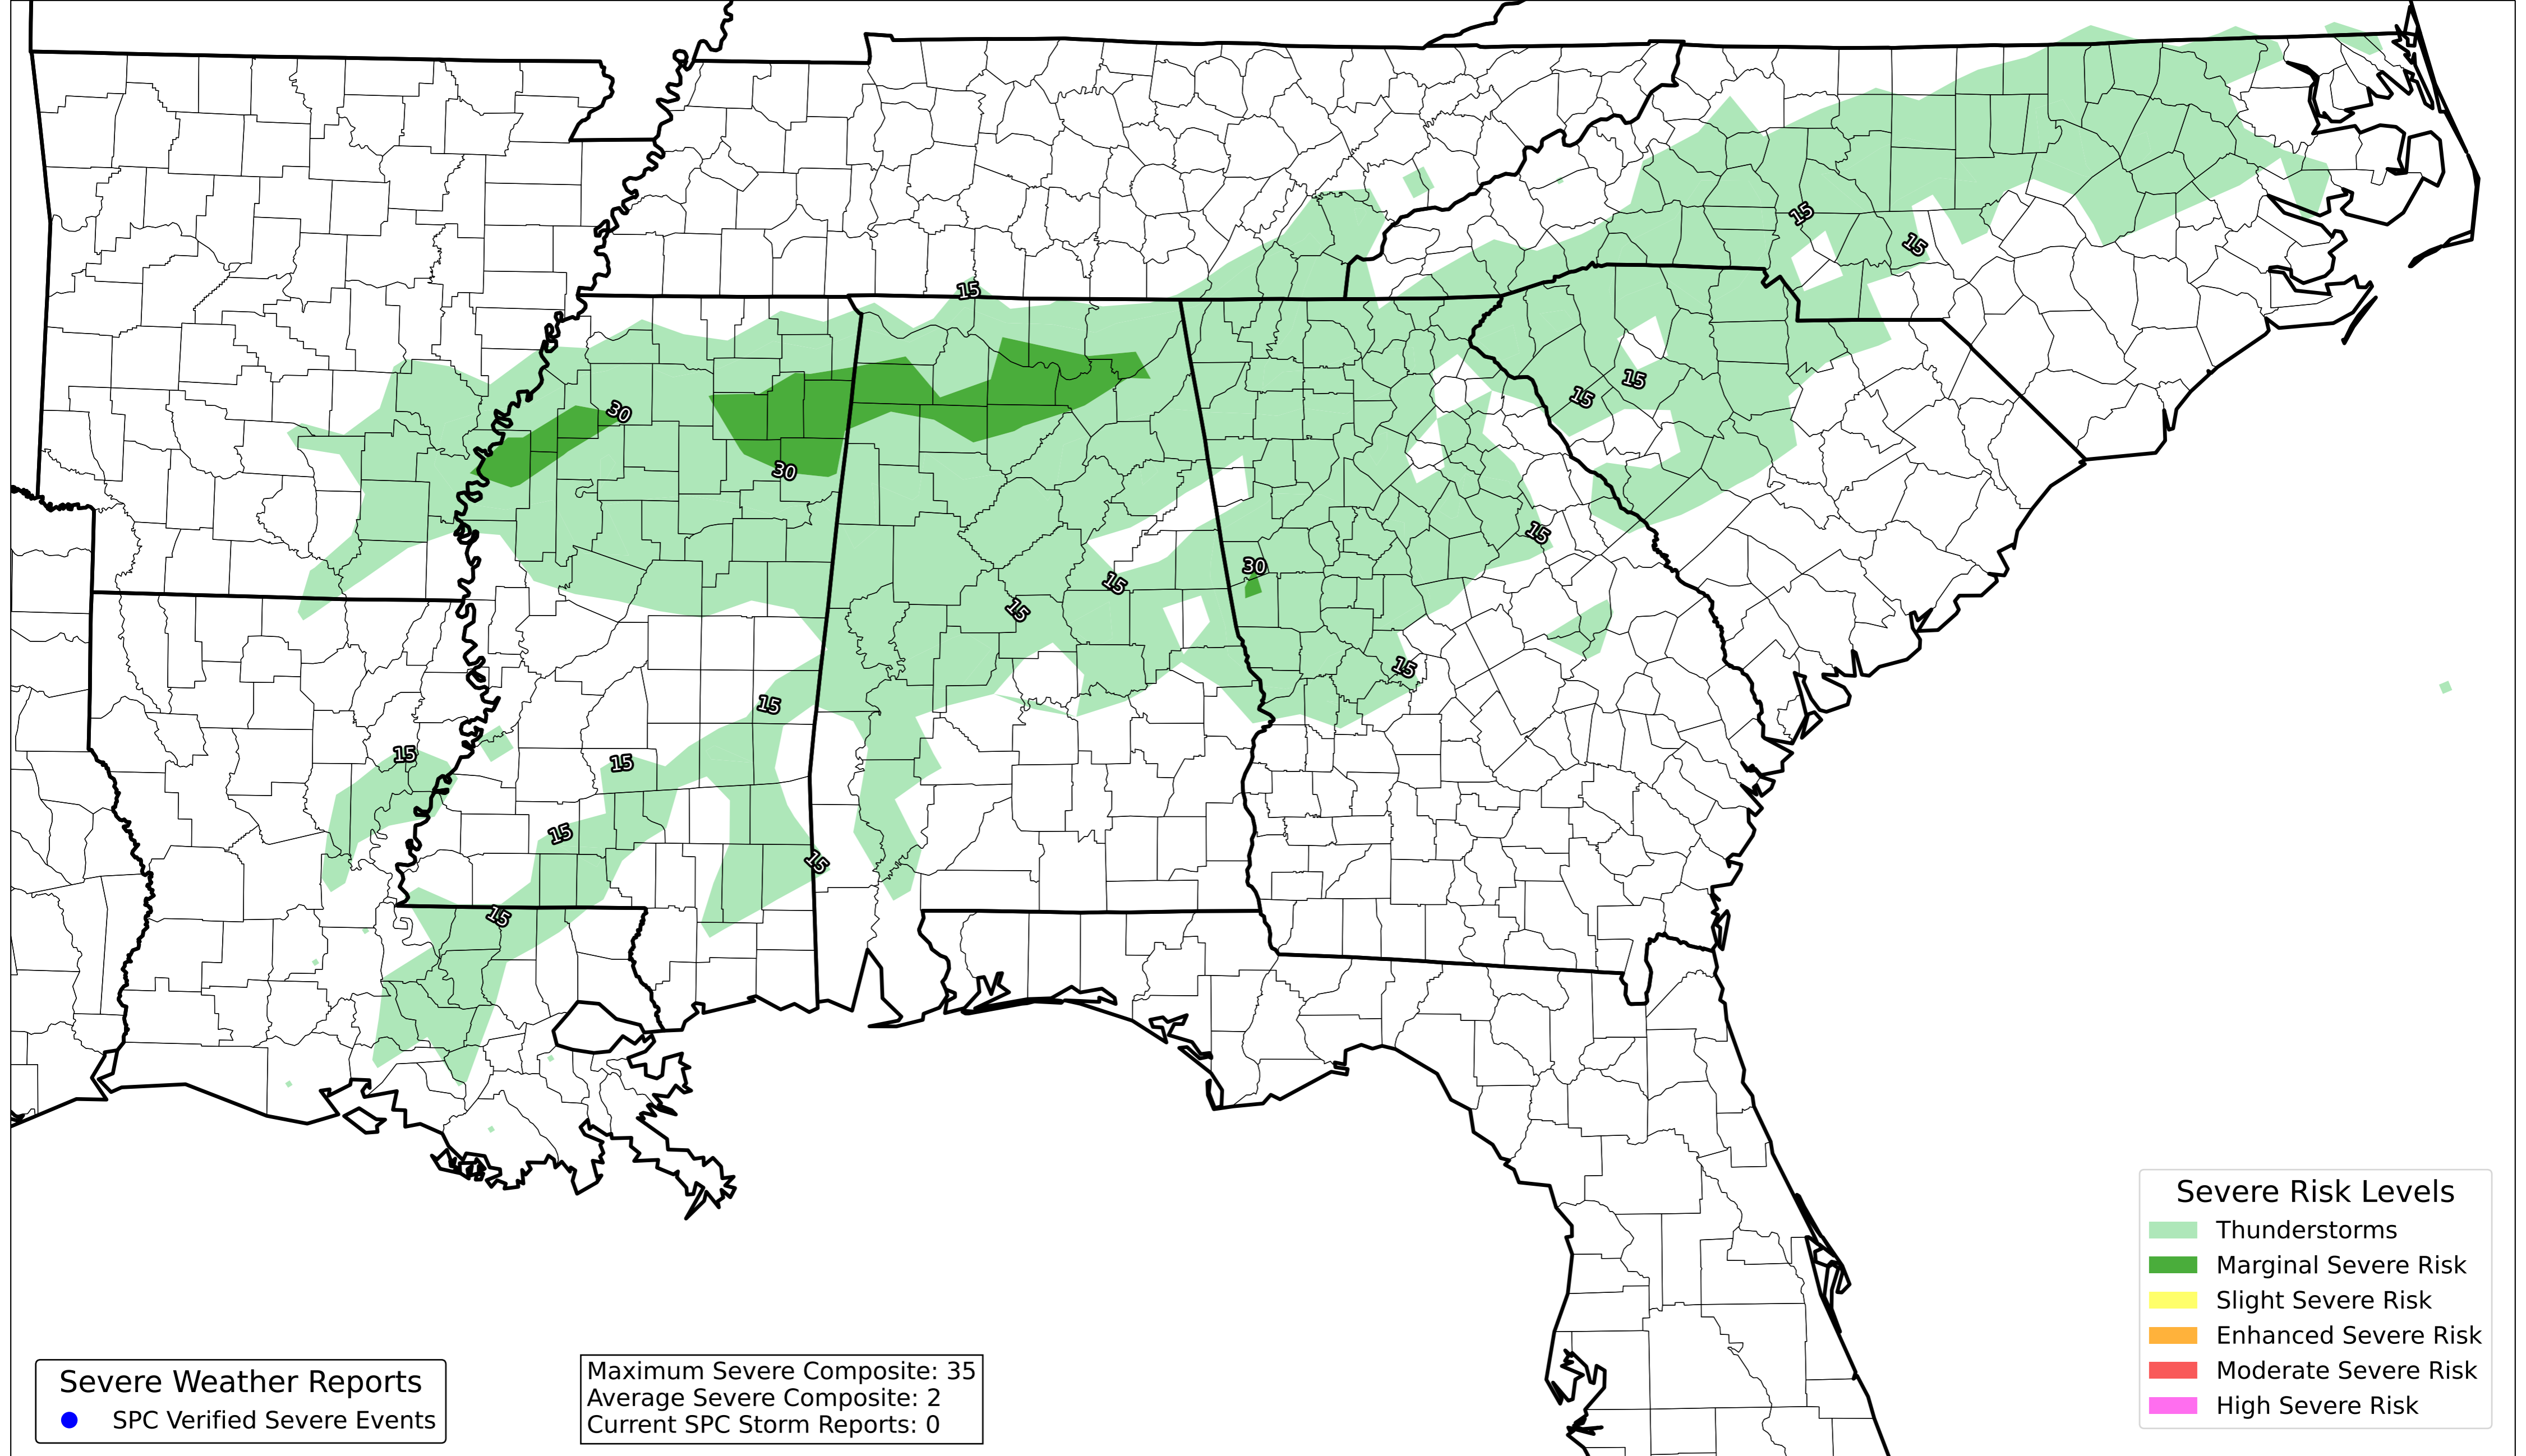 15
15
15
15
15
30
30
15
30
15
15
15
15
15
15
15
15
15
Severe Risk Levels
Thunderstorms
Marginal Severe Risk
Slight Severe Risk
Enhanced Severe Risk
Moderate Severe Risk
High Severe Risk
Severe Weather Reports
SPC Verified Severe Events
Maximum Severe Composite: 35
Average Severe Composite: 2
Current SPC Storm Reports: 0